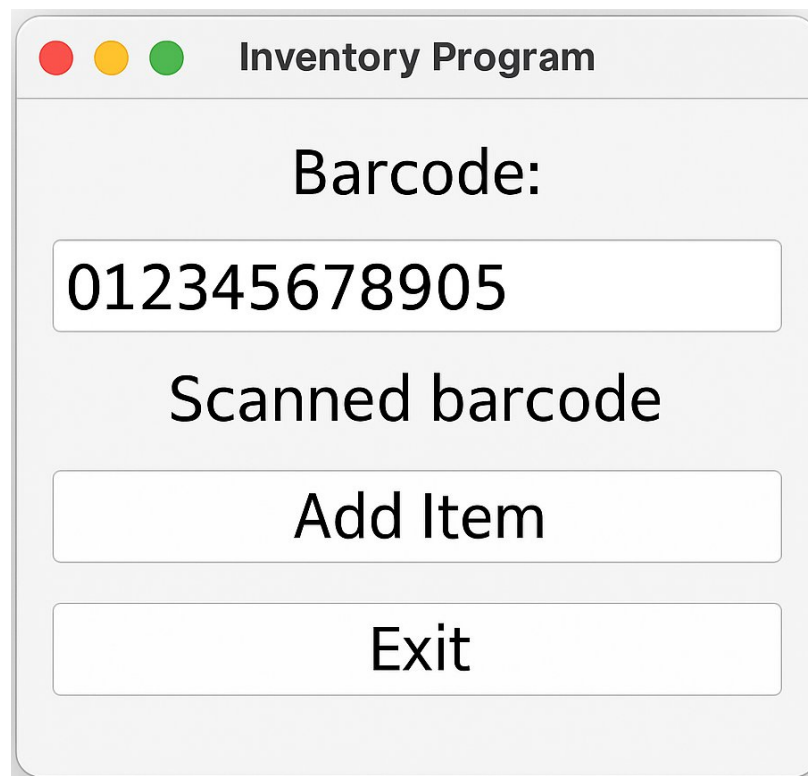 Inventory Program
Barcode:
012345678905
Scanned barcode
Add Item
Exit